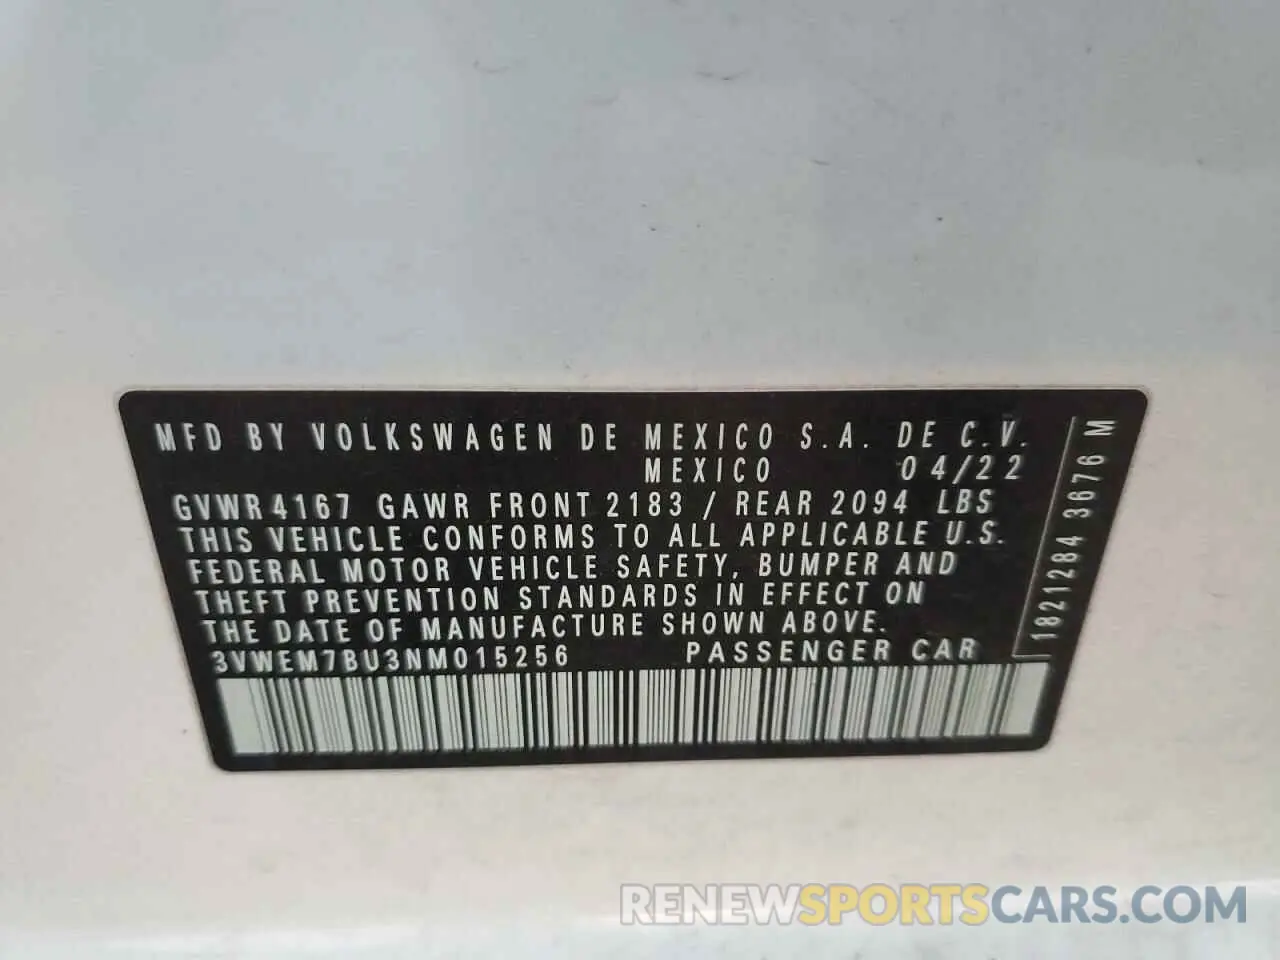 MFD BY VOLKSWAGEN DE MEXICO S.A. DE C.V.
MEXICO 04/22
GVWR 4167 GAWR FRONT 2183 / REAR 2094 LBS
THIS VEHICLE CONFORMS TO ALL APPLICABLE U.S.
FEDERAL MOTOR VEHICLE SAFETY, BUMPER AND
THEFT PREVENTION STANDARDS IN EFFECT ON
THE DATE OF MANUFACTURE SHOWN ABOVE.
3VWEM7BU3NM015256 PASSENGER CAR
1821284 3676 M
RENEWSPORTSCARS.COM